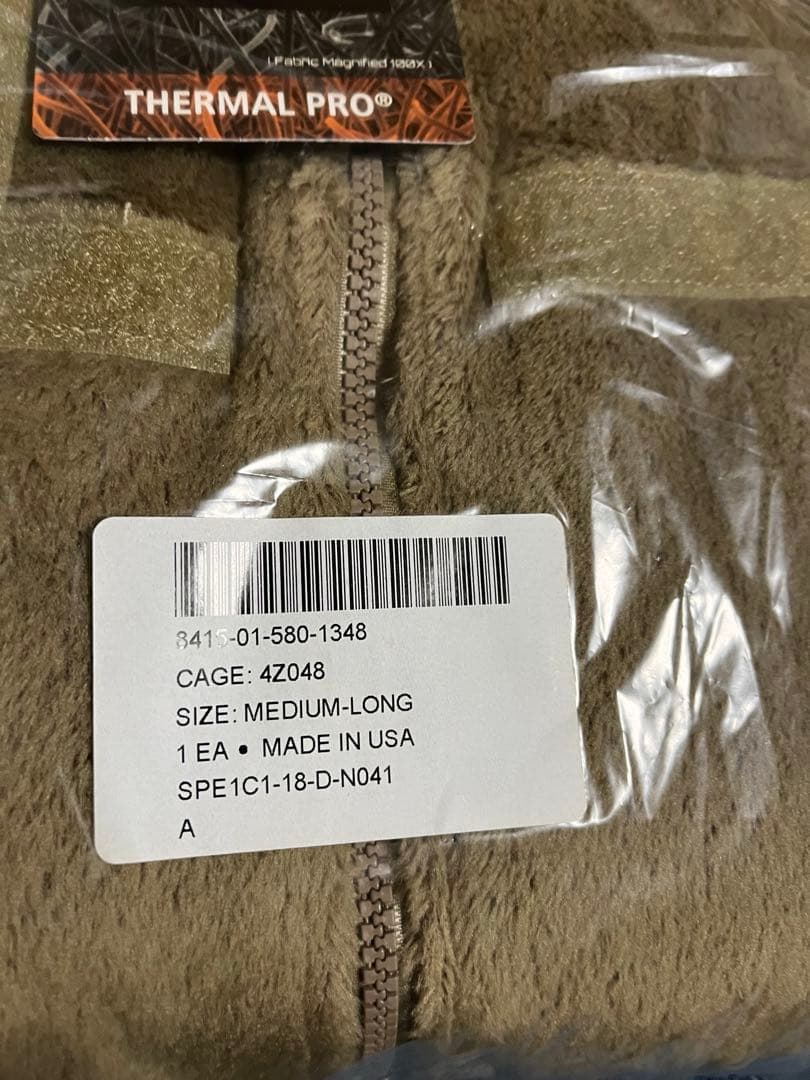 (Fabric Magnified 100X)
THERMAL PRO®
8415-01-580-1348
CAGE: 4Z048
SIZE: MEDIUM-LONG
1 EA • MADE IN USA
SPE1C1-18-D-N041
A